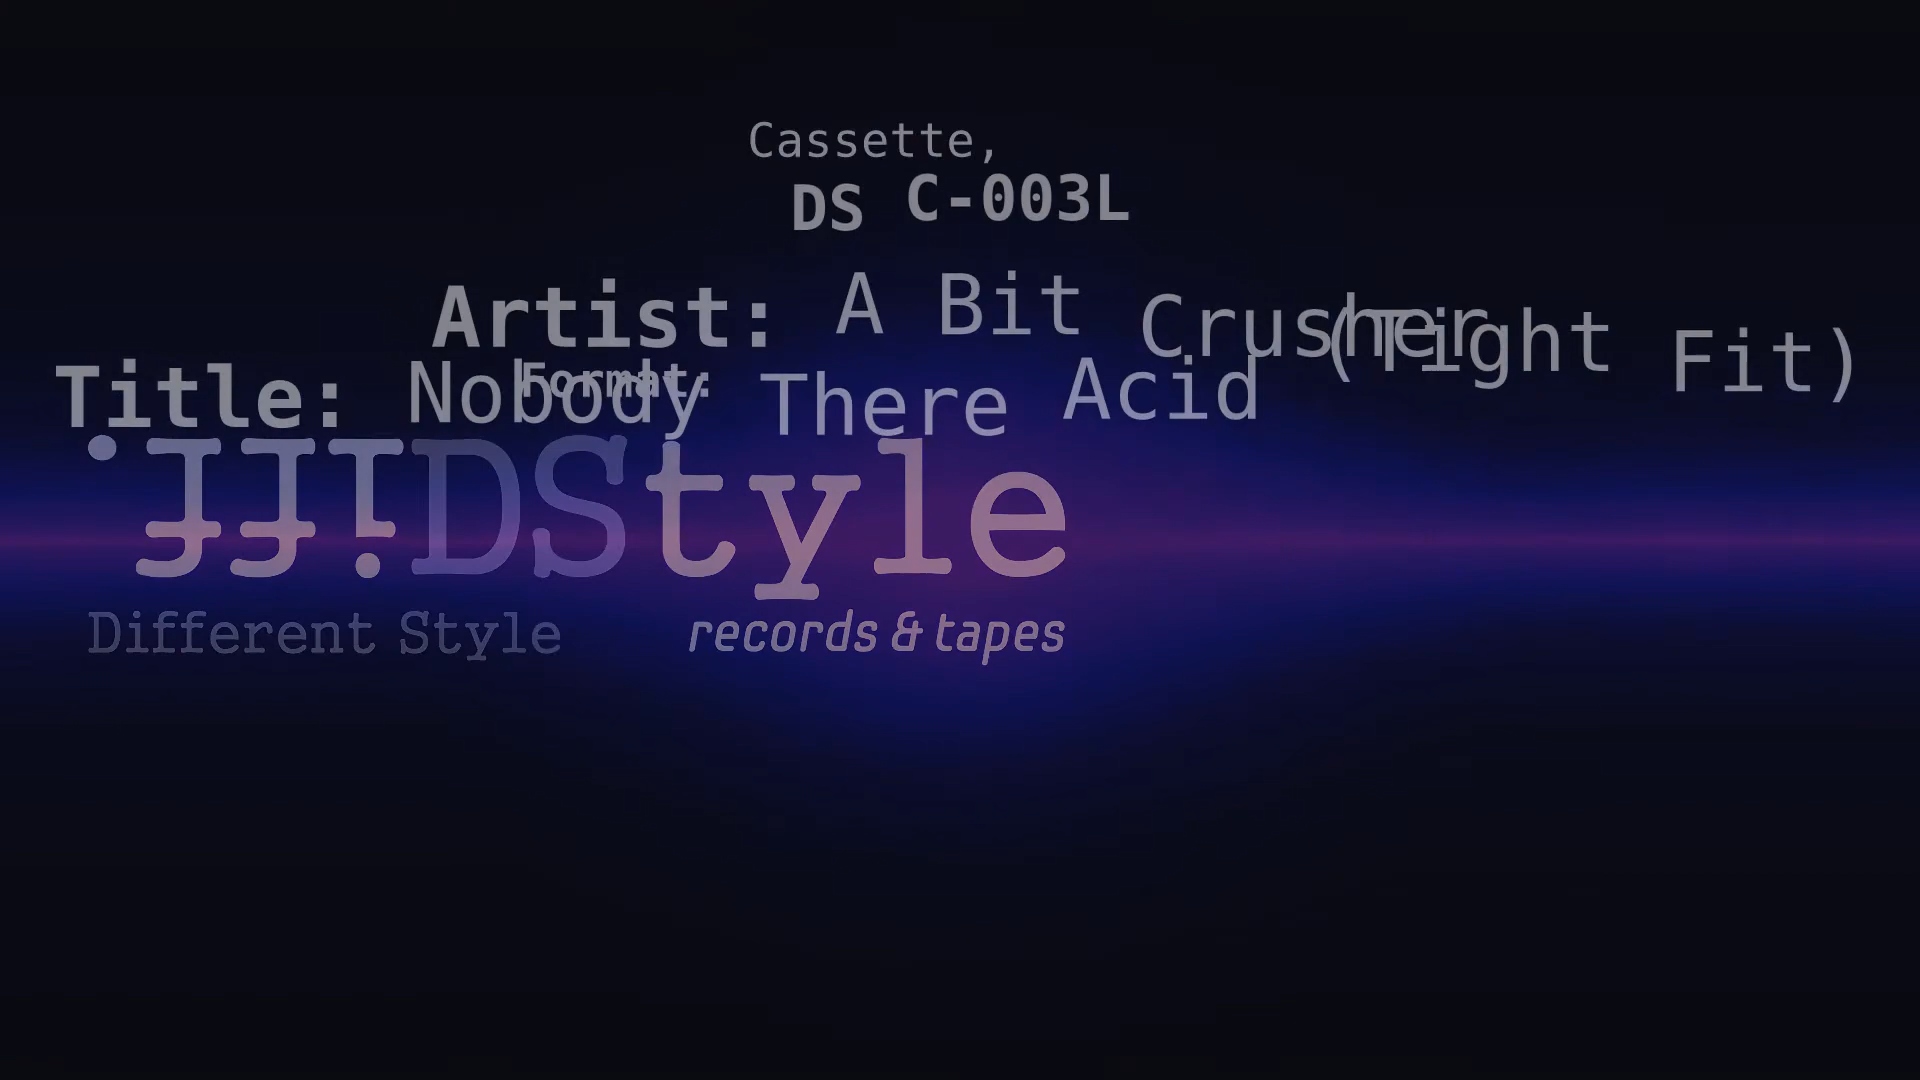 Cassette,
DS C-003L
Artist: A Bit Crusher
Title: Nobody There Acid (Tight Fit)
Format:
DStyle
Different Style
records & tapes